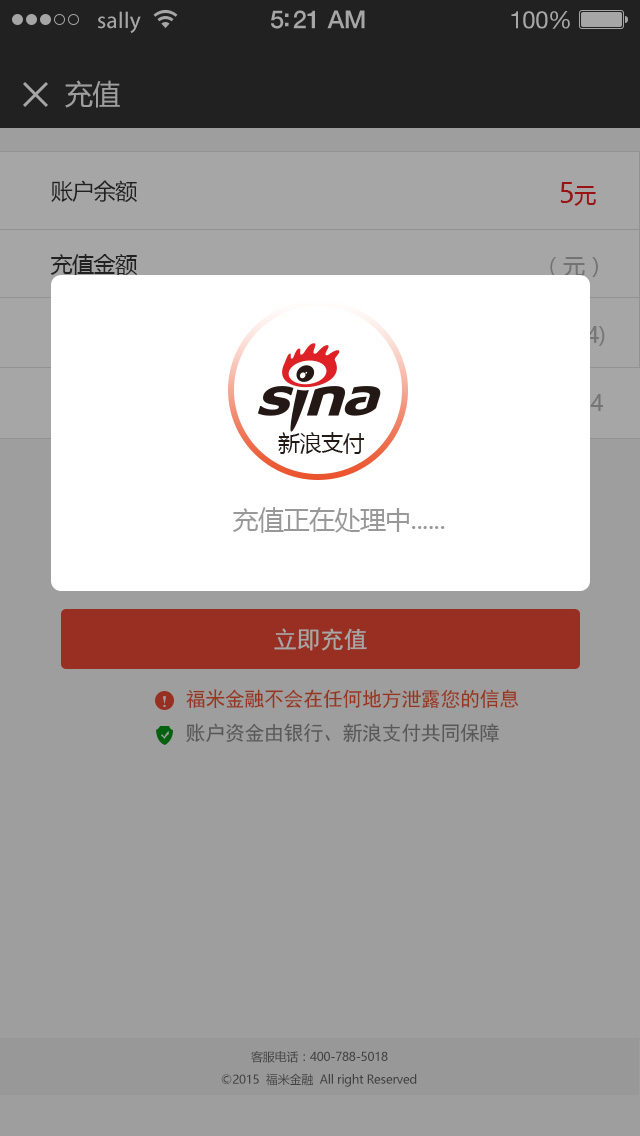 sally 5:21 AM 100%
充值
账户余额 5元
充值金额 （ 元 ）
4)
4
sina
新浪支付
充值正在处理中......
立即充值
福米金融不会在任何地方泄露您的信息
账户资金由银行、新浪支付共同保障
客服电话：400-788-5018
©2015 福米金融 All right Reserved